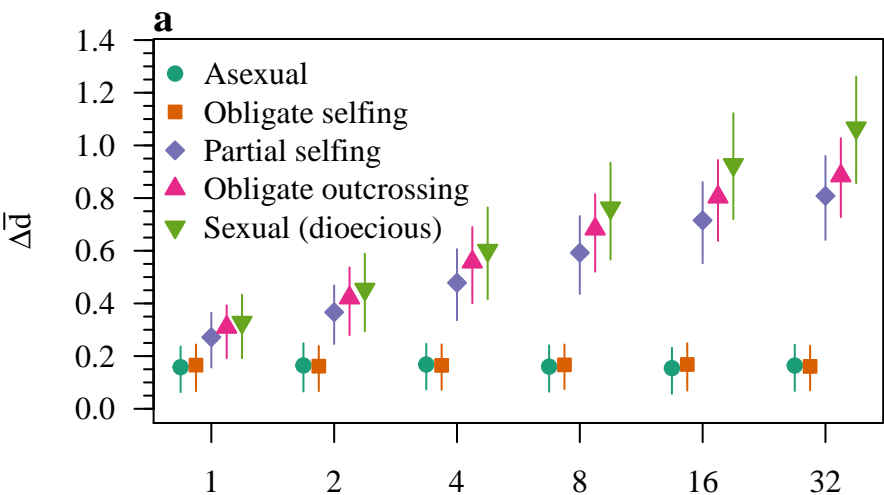 a
1.4
1.2
1.0
0.8
0.6
0.4
0.2
0.0
Δd̅
Asexual
Obligate selfing
Partial selfing
Obligate outcrossing
Sexual (dioecious)
1 2 4 8 16 32